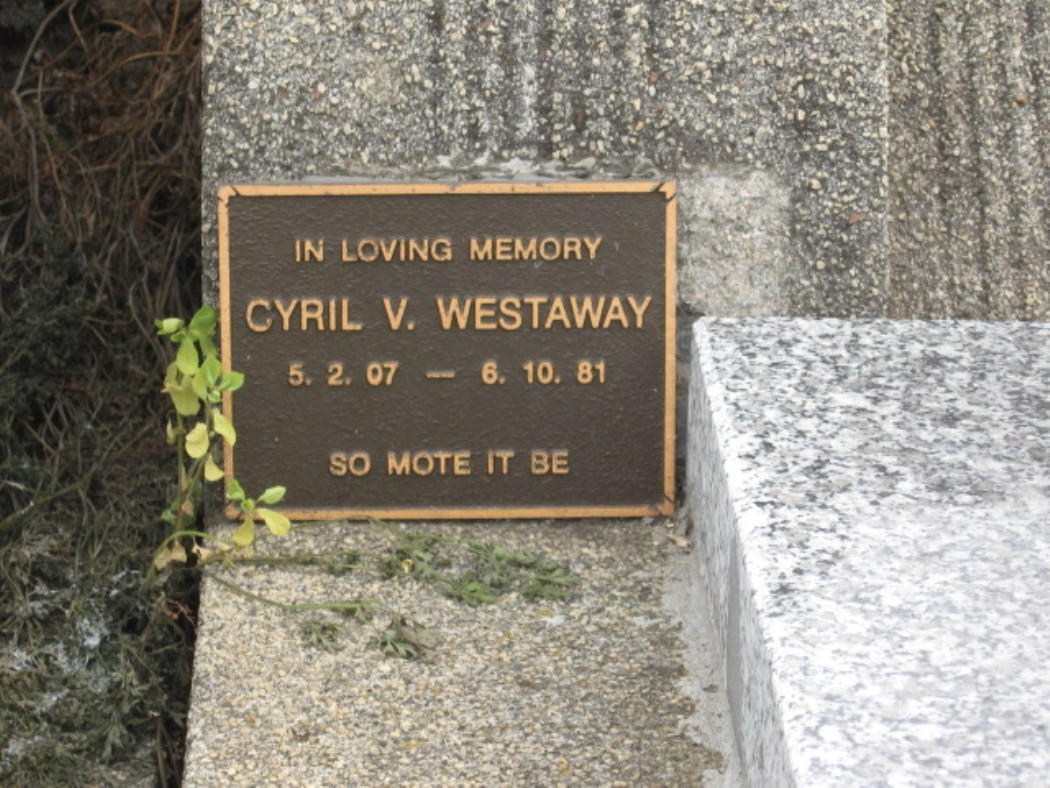 IN LOVING MEMORY
CYRIL V. WESTAWAY
5. 2. 07 — 6. 10. 81
SO MOTE IT BE